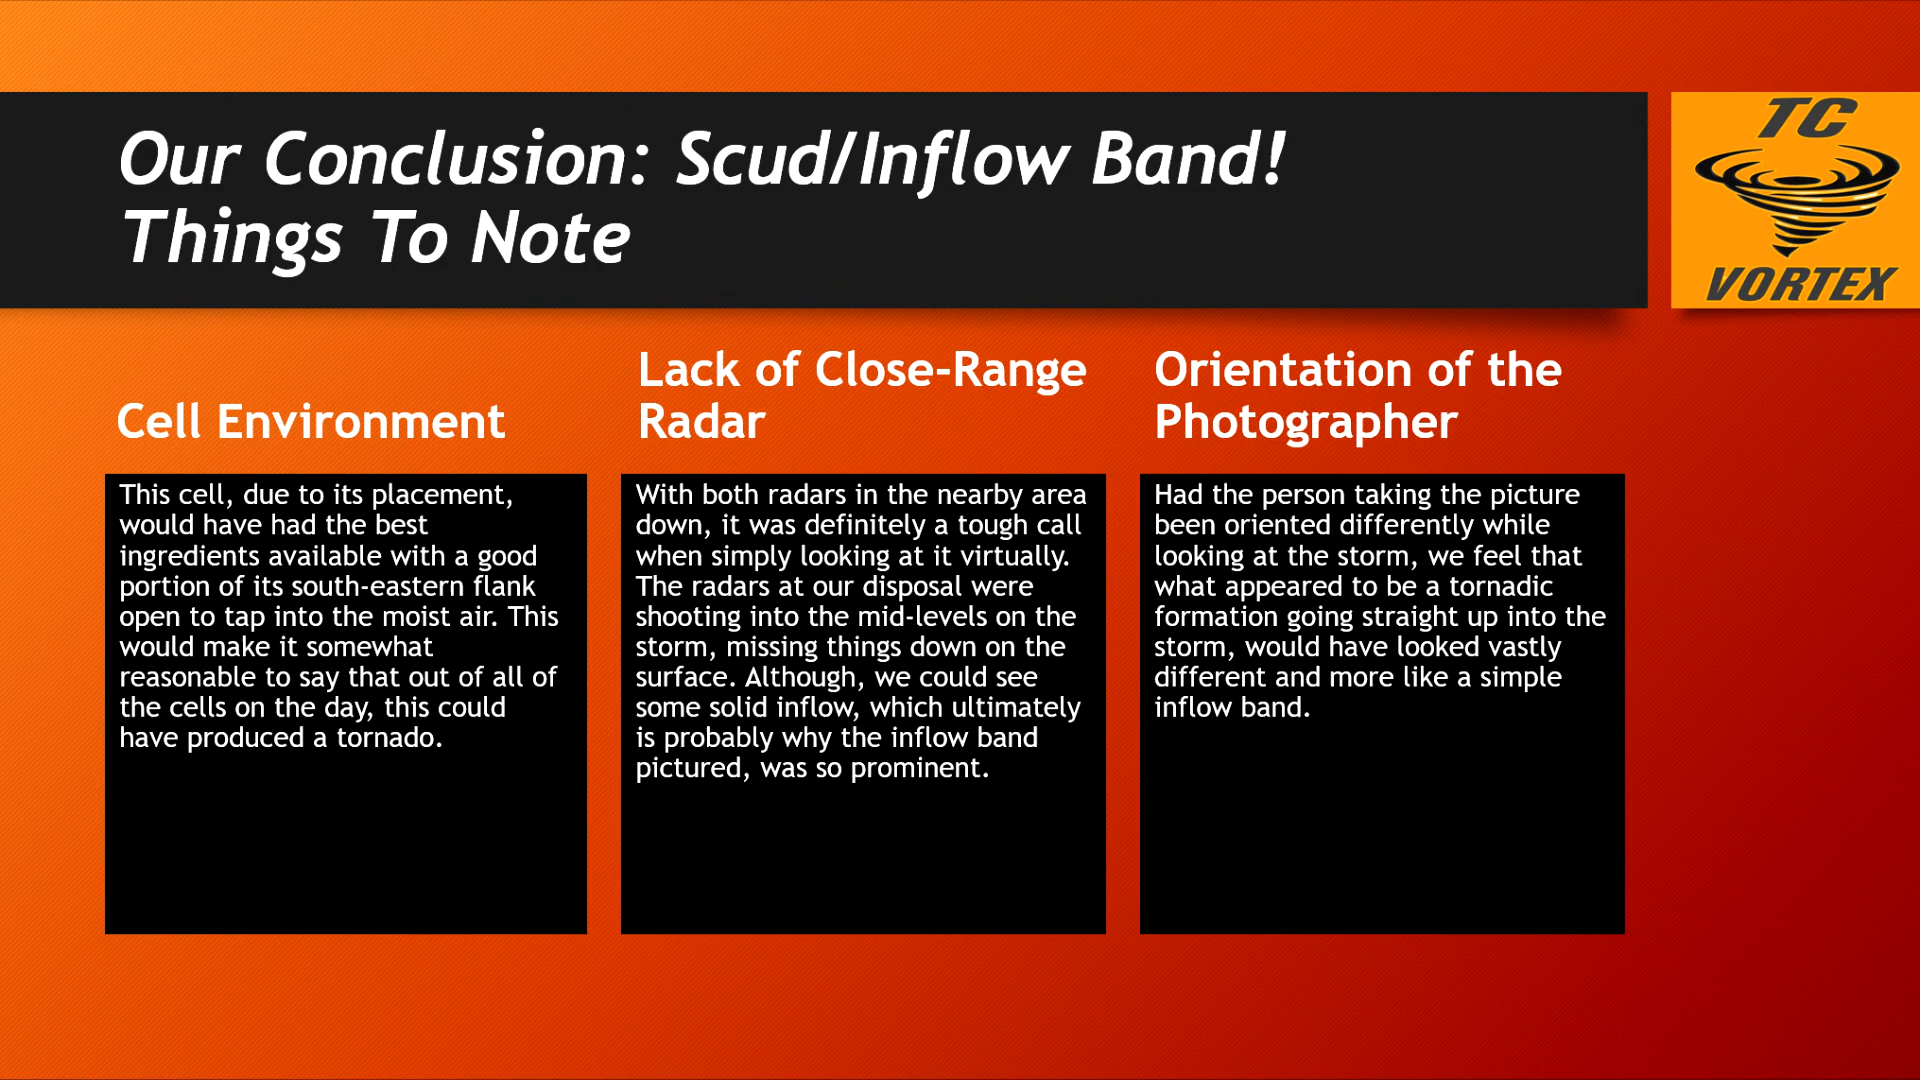 Our Conclusion: Scud/Inflow Band!
Things To Note
TC
VORTEX
Cell Environment
This cell, due to its placement,
would have had the best
ingredients available with a good
portion of its south-eastern flank
open to tap into the moist air. This
would make it somewhat
reasonable to say that out of all of
the cells on the day, this could
have produced a tornado.
Lack of Close-Range
Radar
With both radars in the nearby area
down, it was definitely a tough call
when simply looking at it virtually.
The radars at our disposal were
shooting into the mid-levels on the
storm, missing things down on the
surface. Although, we could see
some solid inflow, which ultimately
is probably why the inflow band
pictured, was so prominent.
Orientation of the
Photographer
Had the person taking the picture
been oriented differently while
looking at the storm, we feel that
what appeared to be a tornadic
formation going straight up into the
storm, would have looked vastly
different and more like a simple
inflow band.